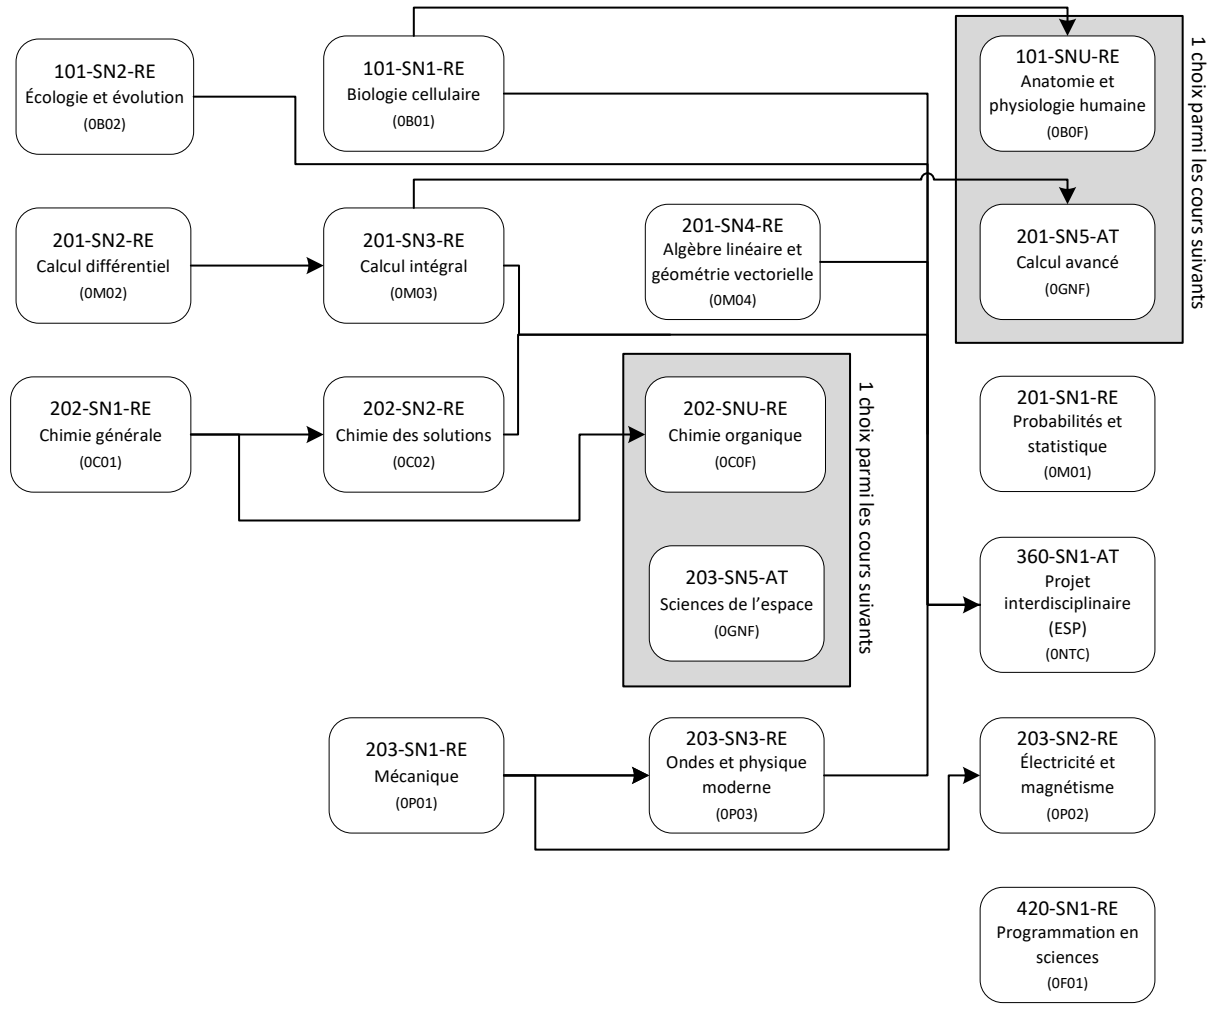 101-SN2-RE
Écologie et évolution
(0B02)
101-SN1-RE
Biologie cellulaire
(0B01)
101-SNU-RE
Anatomie et
physiologie humaine
(0B0F)
1 choix parmi les cours suivants
201-SN2-RE
Calcul différentiel
(0M02)
201-SN3-RE
Calcul intégral
(0M03)
201-SN4-RE
Algèbre linéaire et
géométrie vectorielle
(0M04)
201-SN5-AT
Calcul avancé
(0GNF)
202-SN1-RE
Chimie générale
(0C01)
202-SN2-RE
Chimie des solutions
(0C02)
202-SNU-RE
Chimie organique
(0C0F)
1 choix parmi les cours suivants
201-SN1-RE
Probabilités et
statistique
(0M01)
203-SN5-AT
Sciences de l’espace
(0GNF)
360-SN1-AT
Projet
interdisciplinaire
(ESP)
(0NTC)
203-SN1-RE
Mécanique
(0P01)
203-SN3-RE
Ondes et physique
moderne
(0P03)
203-SN2-RE
Électricité et
magnétisme
(0P02)
420-SN1-RE
Programmation en
sciences
(0F01)